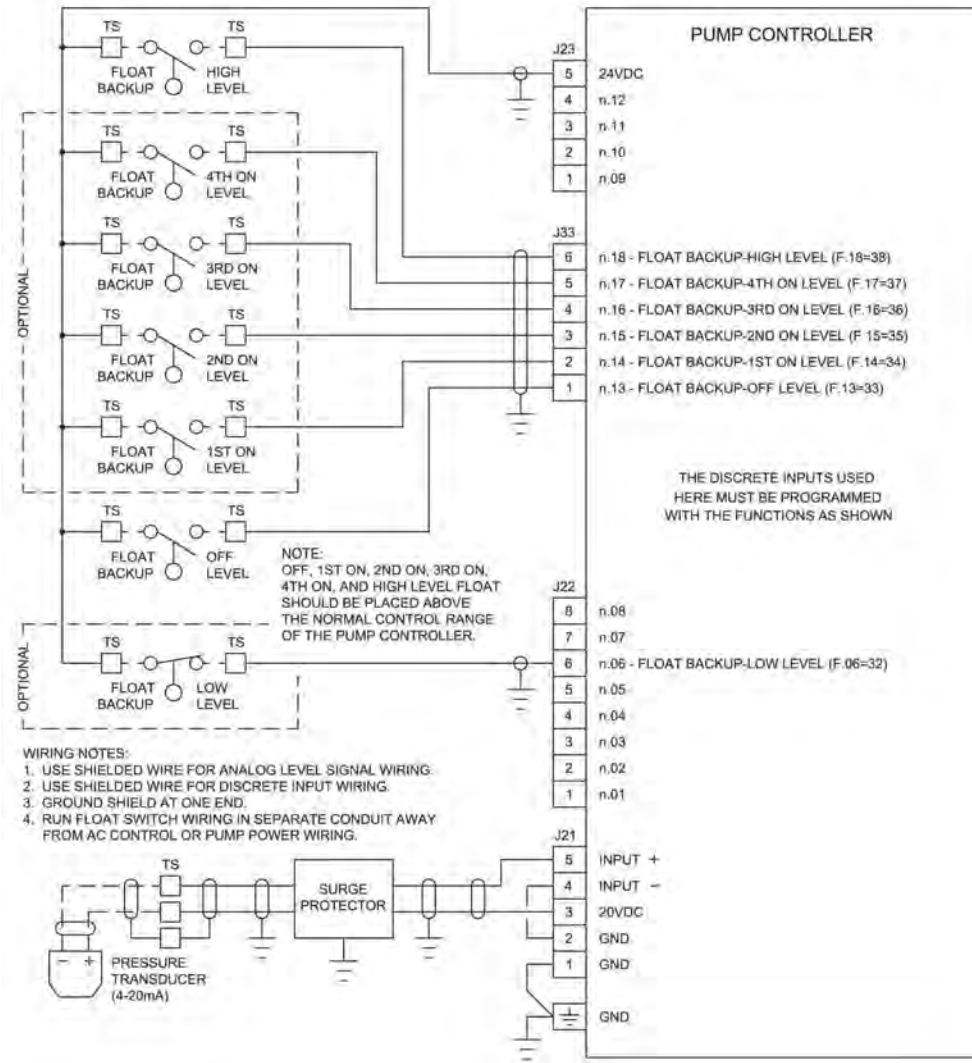 PUMP CONTROLLER
TS
TS
FLOAT
BACKUP
HIGH
LEVEL
OPTIONAL
TS
TS
FLOAT
BACKUP
4TH ON
LEVEL
TS
TS
FLOAT
BACKUP
3RD ON
LEVEL
TS
TS
FLOAT
BACKUP
2ND ON
LEVEL
TS
TS
FLOAT
BACKUP
1ST ON
LEVEL
TS
TS
FLOAT
BACKUP
OFF
LEVEL
NOTE:
OFF, 1ST ON, 2ND ON, 3RD ON,
4TH ON, AND HIGH LEVEL FLOAT
SHOULD BE PLACED ABOVE
THE NORMAL CONTROL RANGE
OF THE PUMP CONTROLLER.
OPTIONAL
TS
TS
FLOAT
BACKUP
LOW
LEVEL
J23
5 24VDC
4 n.12
3 n.11
2 n.10
1 n.09
J33
6 n.18 - FLOAT BACKUP-HIGH LEVEL (F.18=38)
5 n.17 - FLOAT BACKUP-4TH ON LEVEL (F.17=37)
4 n.16 - FLOAT BACKUP-3RD ON LEVEL (F.16=36)
3 n.15 - FLOAT BACKUP-2ND ON LEVEL (F 15=35)
2 n.14 - FLOAT BACKUP-1ST ON LEVEL (F.14=34)
1 n.13 - FLOAT BACKUP-OFF LEVEL (F.13=33)
THE DISCRETE INPUTS USED
HERE MUST BE PROGRAMMED
WITH THE FUNCTIONS AS SHOWN
J22
8 n.08
7 n.07
6 n.06 - FLOAT BACKUP-LOW LEVEL (F.06=32)
5 n.05
4 n.04
3 n.03
2 n.02
1 n.01
WIRING NOTES:
1. USE SHIELDED WIRE FOR ANALOG LEVEL SIGNAL WIRING.
2. USE SHIELDED WIRE FOR DISCRETE INPUT WIRING.
3. GROUND SHIELD AT ONE END.
4. RUN FLOAT SWITCH WIRING IN SEPARATE CONDUIT AWAY
FROM AC CONTROL OR PUMP POWER WIRING.
J21
5 INPUT +
4 INPUT -
3 20VDC
2 GND
1 GND
GND
TS
SURGE
PROTECTOR
- +
PRESSURE
TRANSDUCER
(4-20mA)